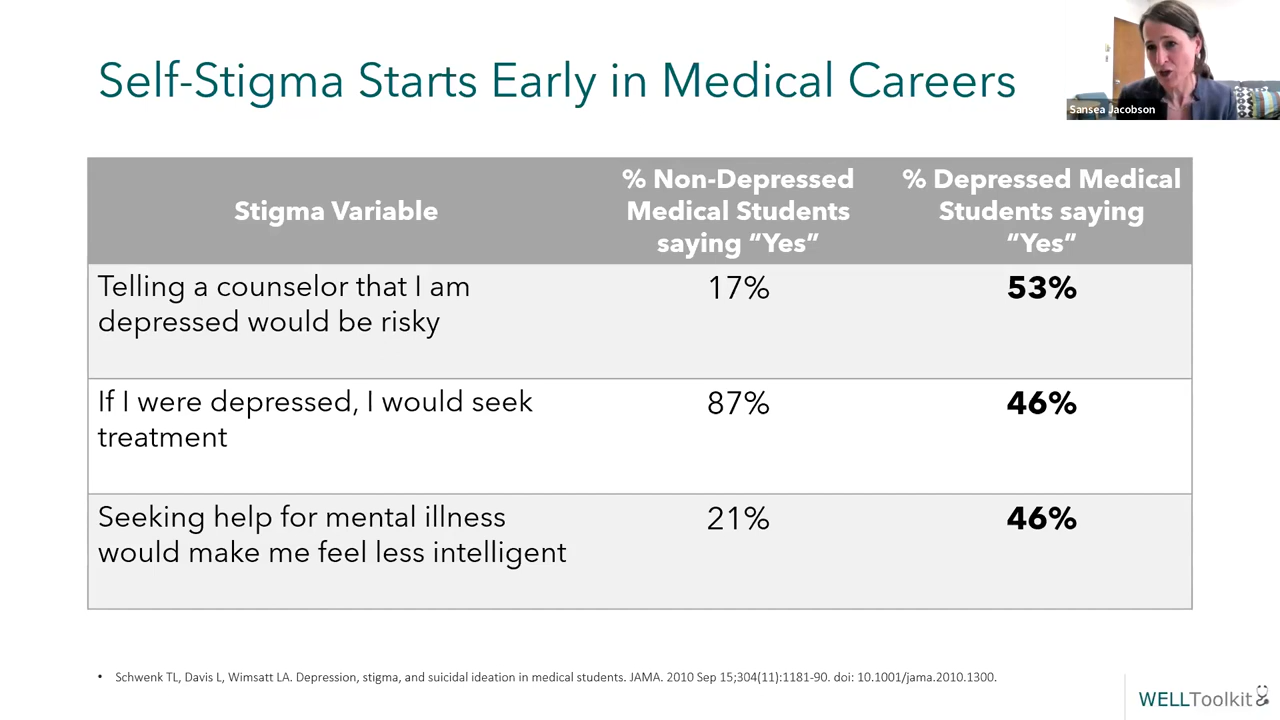 Self-Stigma Starts Early in Medical Careers
Sansea Jacobson
Stigma Variable
% Non-Depressed
Medical Students
saying “Yes”
% Depressed Medical
Students saying
“Yes”
Telling a counselor that I am
depressed would be risky
17%
53%
If I were depressed, I would seek
treatment
87%
46%
Seeking help for mental illness
would make me feel less intelligent
21%
46%
• Schwenk TL, Davis L, Wimsatt LA. Depression, stigma, and suicidal ideation in medical students. JAMA. 2010 Sep 15;304(11):1181-90. doi: 10.1001/jama.2010.1300.
WELLToolkit